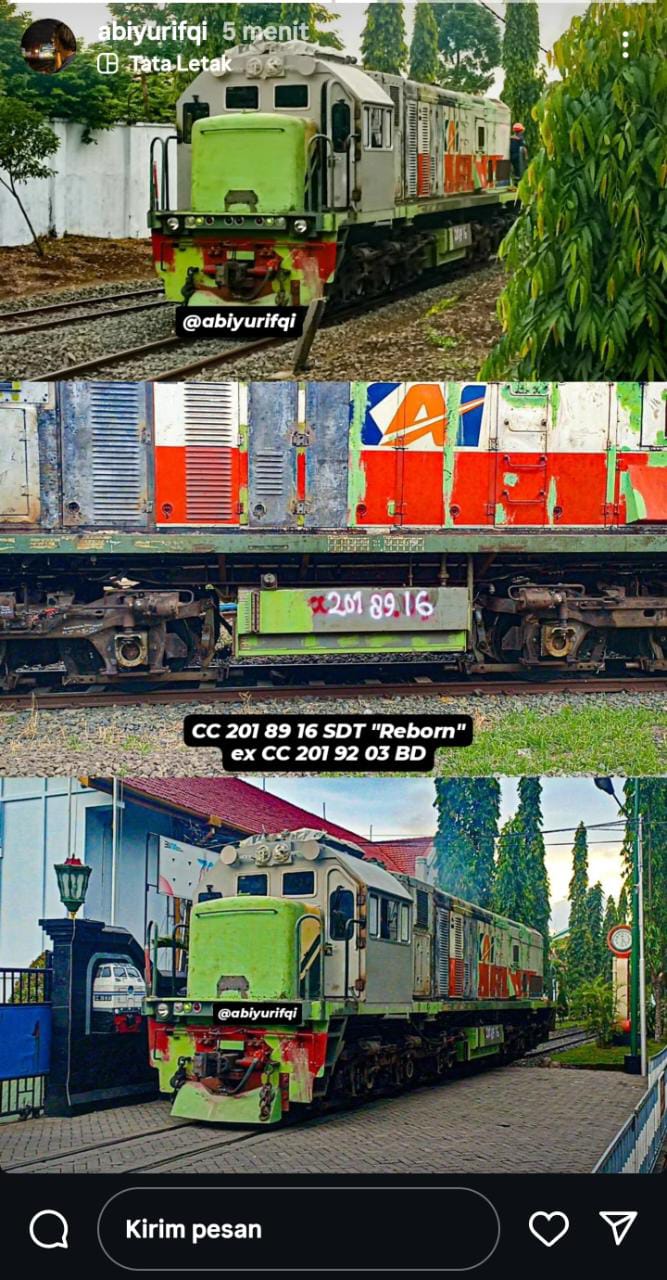 abiyurifqi 5 menit
Tata Letak
@abiyurifqi
KAI
201 89.16
CC 201 89 16 SDT "Reborn"
ex CC 201 92 03 BD
@abiyurifqi
Kirim pesan